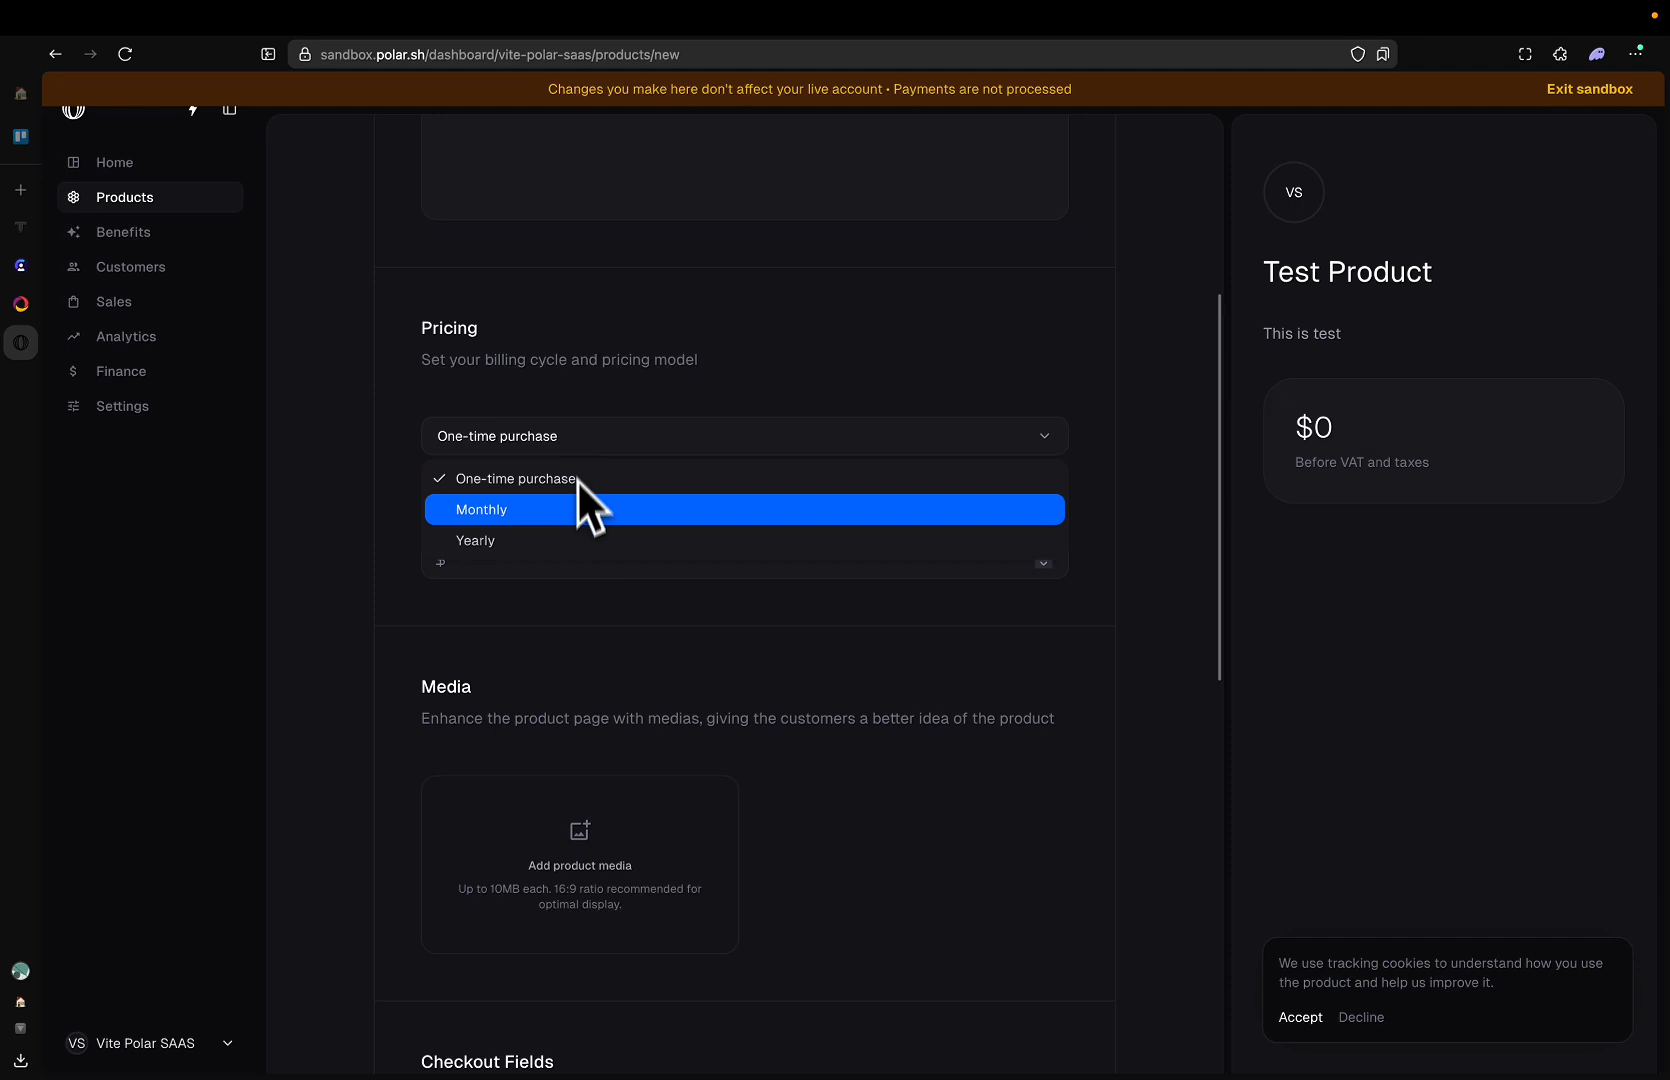 sandbox.polar.sh/dashboard/vite-polar-saas/products/new
Changes you make here don't affect your live account • Payments are not processed
Exit sandbox
Home
Products
Benefits
Customers
Sales
Analytics
Finance
Settings
VS Vite Polar SAAS
Pricing
Set your billing cycle and pricing model
One-time purchase
One-time purchase
Monthly
Yearly
Media
Enhance the product page with medias, giving the customers a better idea of the product
Add product media
Up to 10MB each. 16:9 ratio recommended for
optimal display.
Checkout Fields
VS
Test Product
This is test
$0
Before VAT and taxes
We use tracking cookies to understand how you use
the product and help us improve it.
Accept Decline